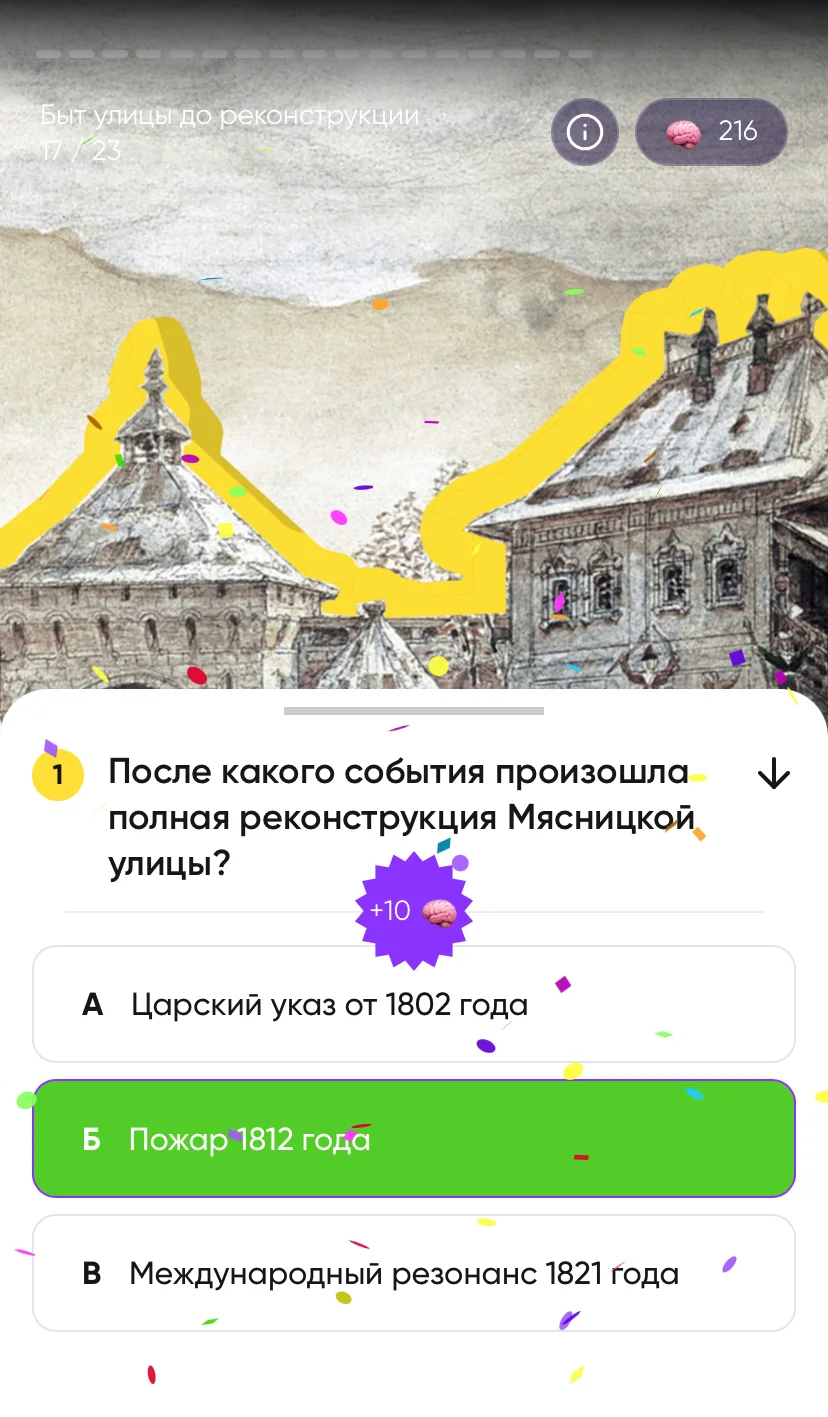 Быт улицы до реконструкции
17 / 23
216
1
После какого события произошла
полная реконструкция Мясницкой
улицы?
+10
А Царский указ от 1802 года
Б Пожар 1812 года
В Международный резонанс 1821 года